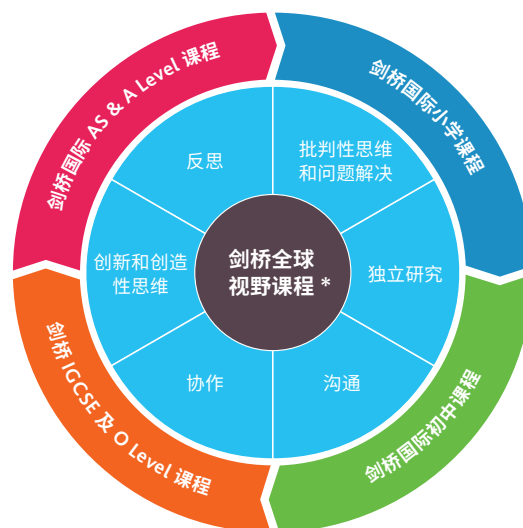 剑桥国际 AS & A Level 课程
剑桥国际小学课程
反思
批判性思维
和问题解决
创新和创造
性思维
剑桥全球
视野课程 *
独立研究
协作
沟通
剑桥 IGCSE 及 O Level 课程
剑桥国际初中课程